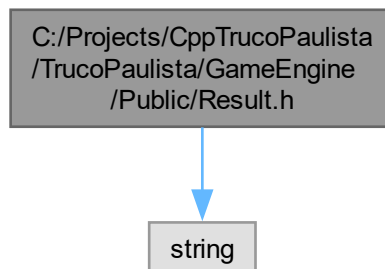 C:/Projects/CppTrucoPaulista
/TrucoPaulista/GameEngine
/Public/Result.h
string